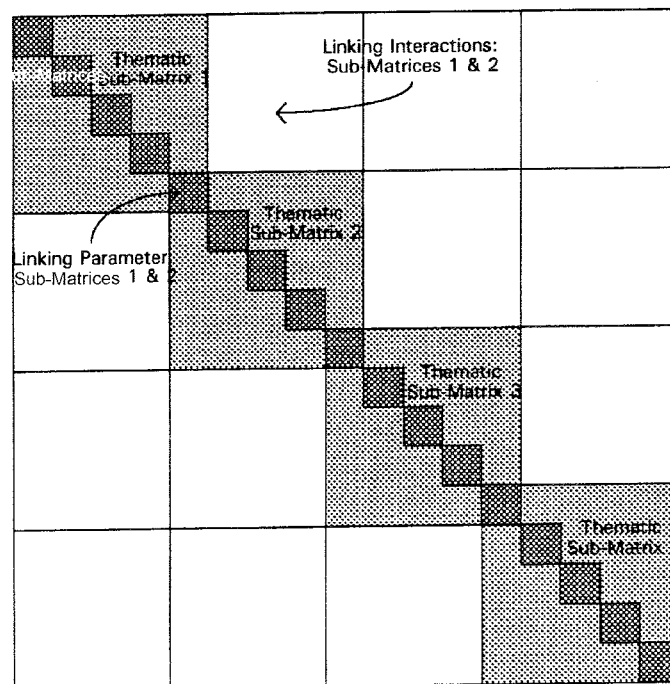 Thematic
Sub-Matrix 1
Linking Interactions:
Sub-Matrices 1 & 2
Thematic
Sub-Matrix 2
Linking Parameter
Sub-Matrices 1 & 2
Thematic
Sub-Matrix 3
Thematic
Sub-Matrix